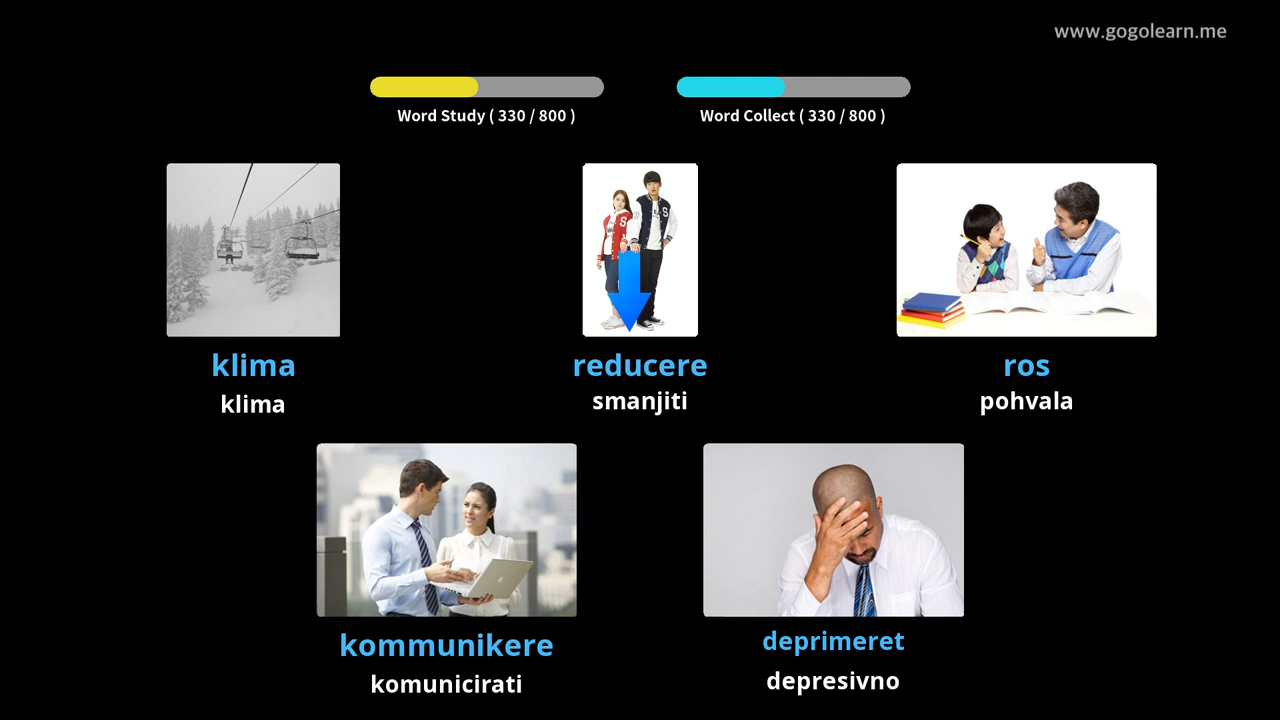 www.gogolearn.me
Word Study ( 330 / 800 )
Word Collect ( 330 / 800 )
klima
klima
reducere
smanjiti
ros
pohvala
kommunikere
komunicirati
deprimeret
depresivno